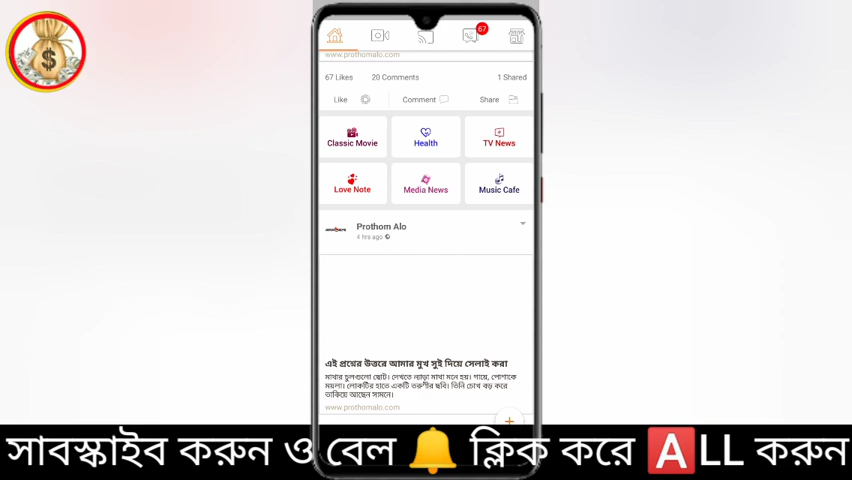 67
www.prothomalo.com
67 Likes 20 Comments 1 Shared
Like Comment Share
Classic Movie Health TV News
Love Note Media News Music Cafe
Prothom Alo
4 hrs ago
এই প্রশ্নের উত্তরে আমার মুখ সুই দিয়ে সেলাই করা
মাথার চুলগুলো ছোট। দেখতে ন্যাড়া মাথা মনে হয়। গায়ে, পোশাকে
ময়লা। লোকটির হাতে একটি তরুণীর ছবি। তিনি চোখ বড় করে
তাকিয়ে আছেন সামনে।
www.prothomalo.com
সাবস্ক্রাইব করুন ও বেল 🔔 ক্লিক করে ALL করুন